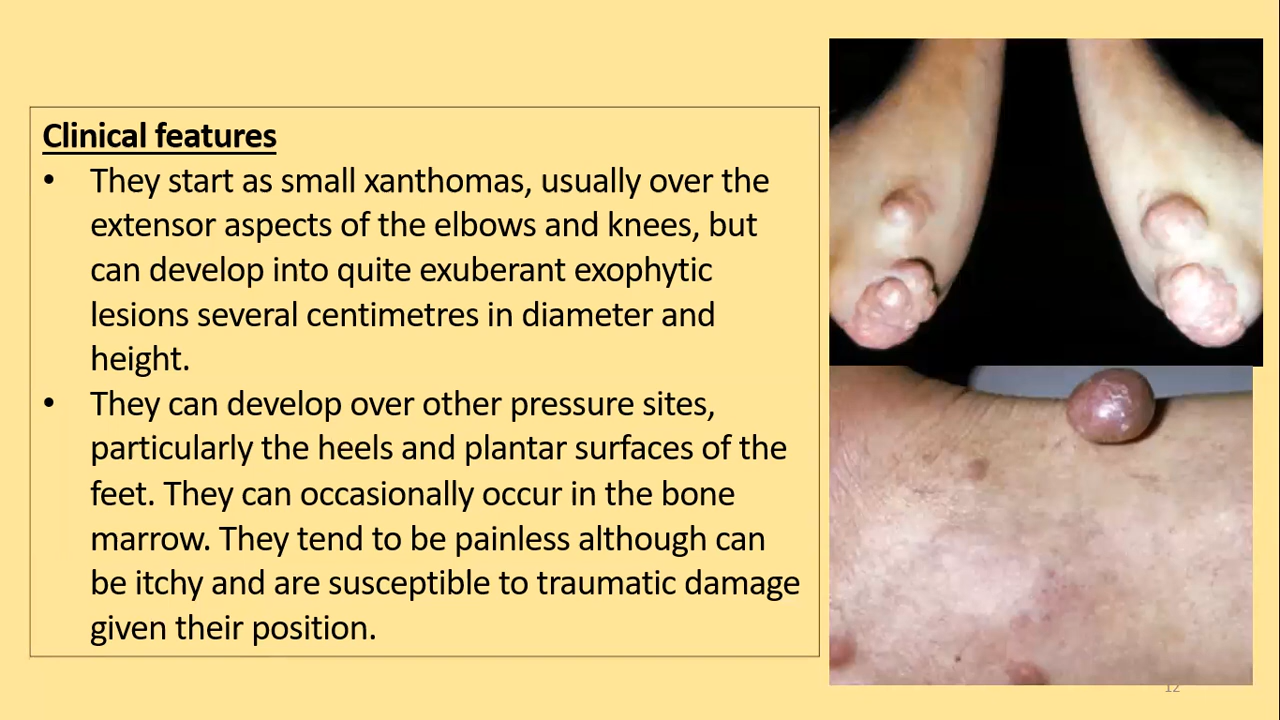 Clinical features
• They start as small xanthomas, usually over the
extensor aspects of the elbows and knees, but
can develop into quite exuberant exophytic
lesions several centimetres in diameter and
height.
• They can develop over other pressure sites,
particularly the heels and plantar surfaces of the
feet. They can occasionally occur in the bone
marrow. They tend to be painless although can
be itchy and are susceptible to traumatic damage
given their position.
12